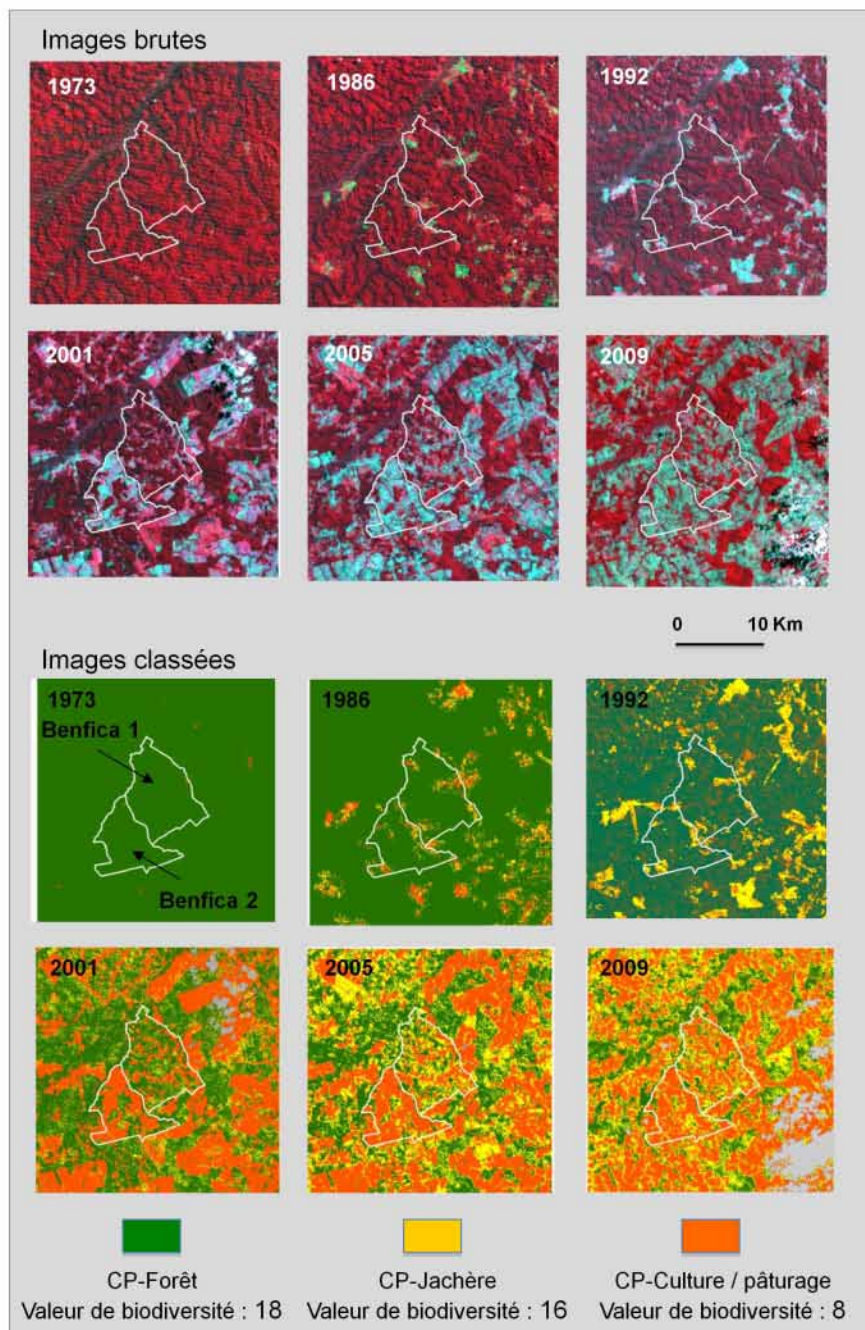 Images brutes
1973
1986
1992
2001
2005
2009
0 10 Km
Images classées
1973
1986
1992
Benfica 1
Benfica 2
2001
2005
2009
CP-Forêt
CP-Jachère
CP-Culture / pâturage
Valeur de biodiversité : 18
Valeur de biodiversité : 16
Valeur de biodiversité : 8